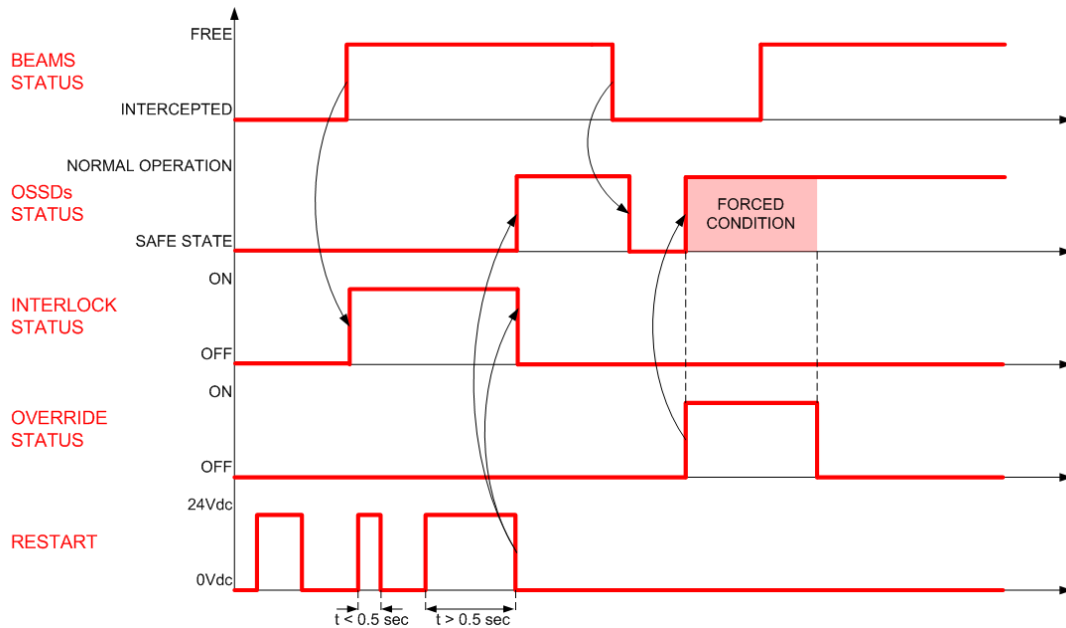 FREE
BEAMS
STATUS
INTERCEPTED
NORMAL OPERATION
OSSDs
STATUS
FORCED
CONDITION
SAFE STATE
ON
INTERLOCK
STATUS
OFF
ON
OVERRIDE
STATUS
OFF
24Vdc
RESTART
0Vdc
t < 0.5 sec
t > 0.5 sec